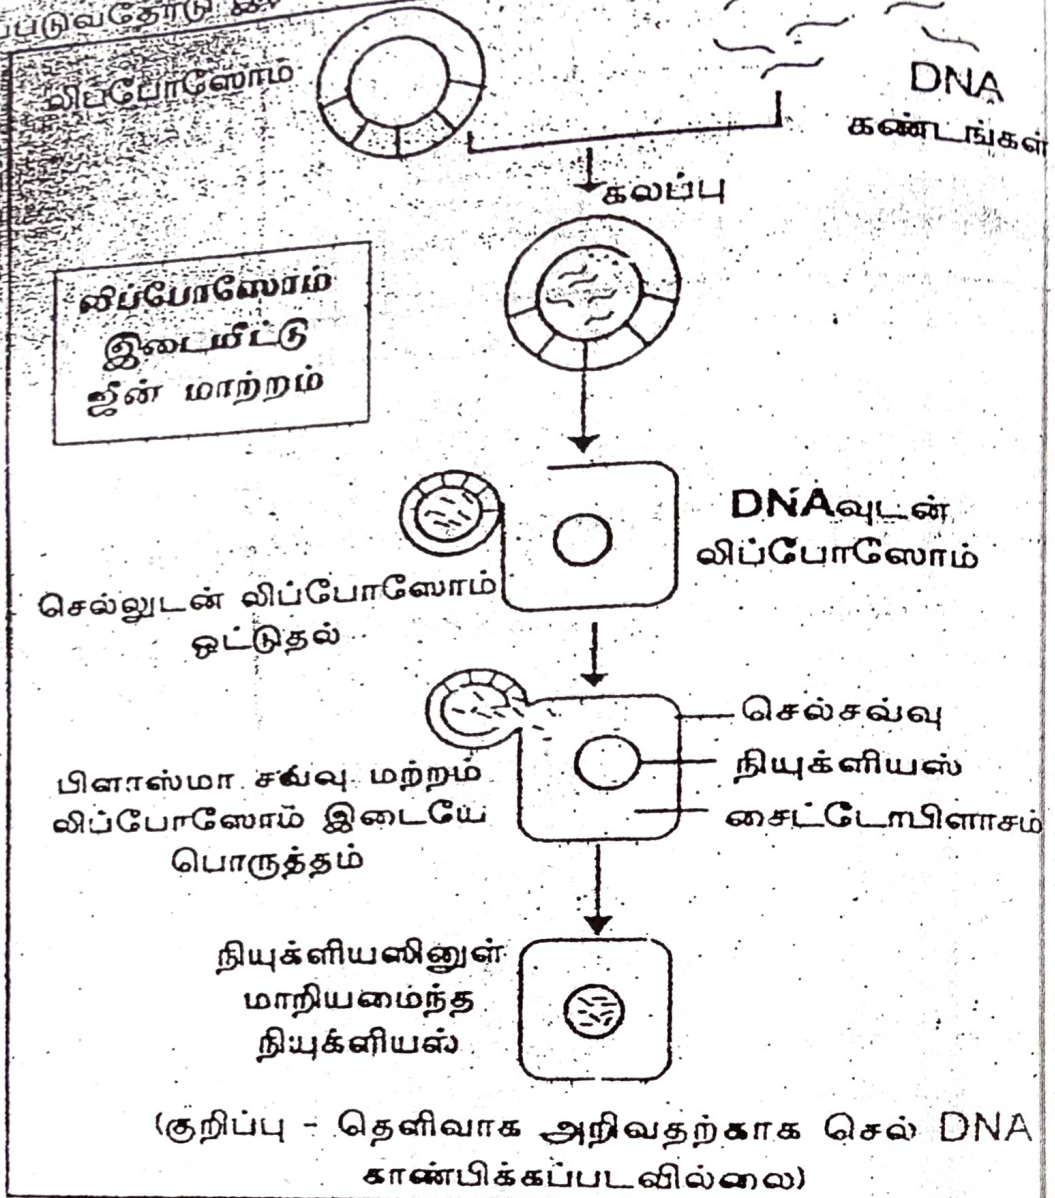 லிப்போஸோம்
DNA
கண்டங்கள்
கலப்பு
லிப்போஸோம்
இடைமீட்டு
ஜீன் மாற்றம்
DNAவுடன்
லிப்போஸோம்
செல்லுடன் லிப்போஸோம்
ஒட்டுதல்
செல்சவ்வு
நியுக்ளியஸ்
சைட்டோபிளாசம்
பிளாஸ்மா சவ்வு மற்றம்
லிப்போஸோம் இடையே
பொருத்தம்
நியுக்ளியஸினுள்
மாறியமைந்த
நியுக்ளியஸ்
(குறிப்பு - தெளிவாக அறிவதற்காக செல் DNA
காண்பிக்கப்படவில்லை)